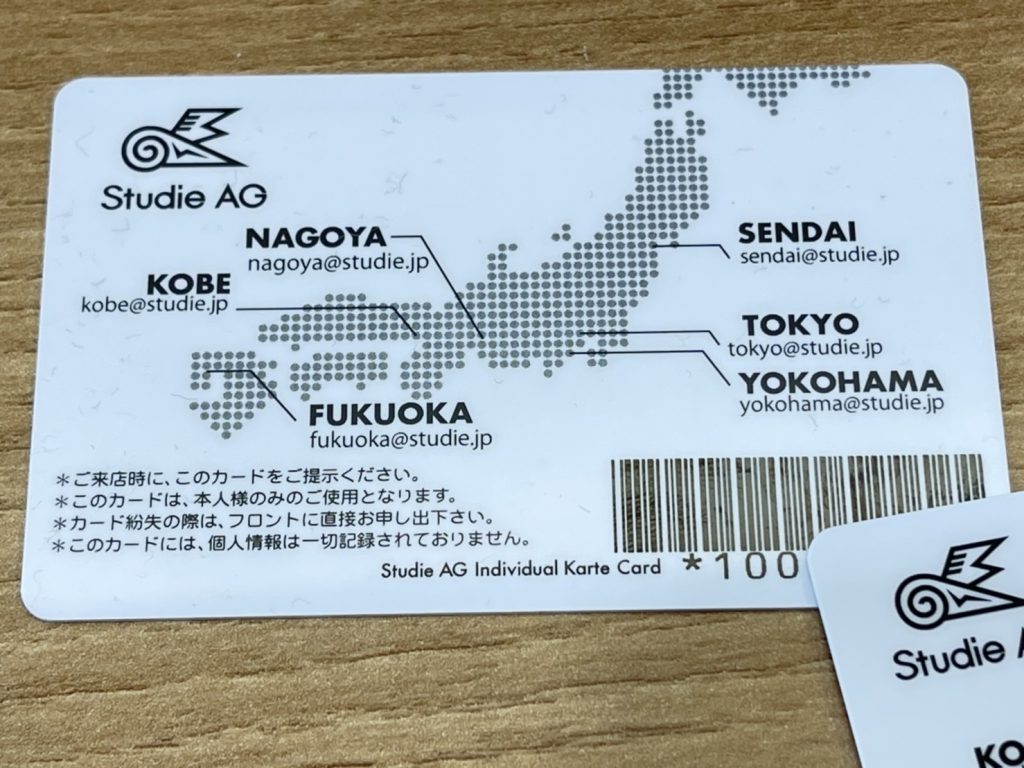 Studie AG
NAGOYA
nagoya@studie.jp
KOBE
kobe@studie.jp
SENDAI
sendai@studie.jp
TOKYO
tokyo@studie.jp
YOKOHAMA
yokohama@studie.jp
FUKUOKA
fukuoka@studie.jp
＊ご来店時に、このカードをご提示ください。
＊このカードは、本人様のみのご使用となります。
＊カード紛失の際は、フロントに直接お申し出下さい。
＊このカードには、個人情報は一切記録されておりません。
Studie AG Individual Karte Card
*100
Studie
KO